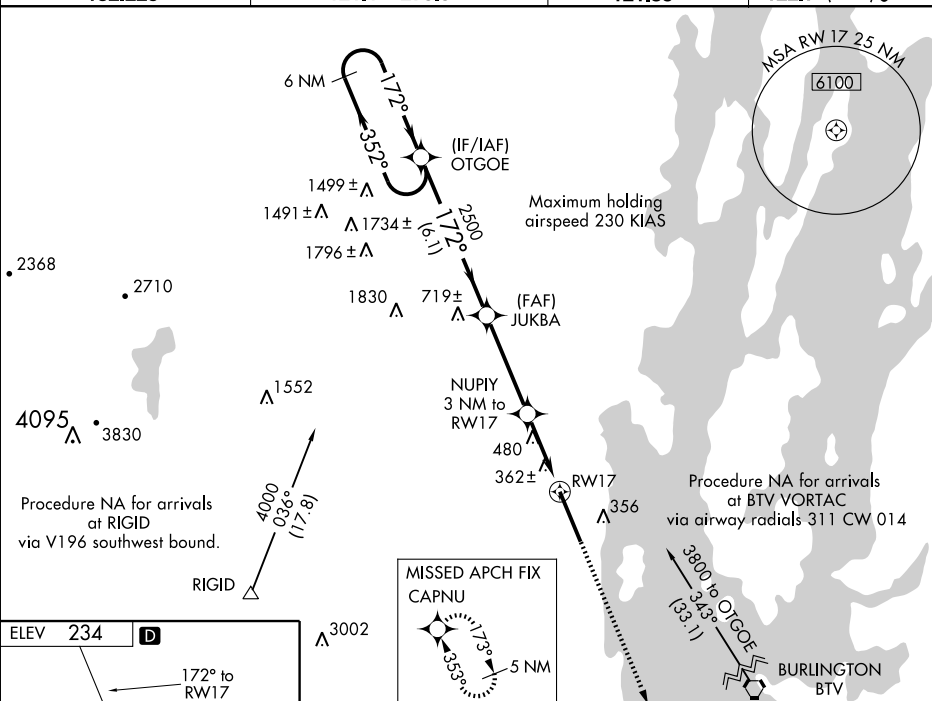 MSA RW 17 25 NM
6100
6 NM
172°
352°
(IF/IAF)
OTGOE
1499 ±
1491 ±
1734 ±
1796 ±
2500
172°
(6.1)
Maximum holding
airspeed 230 KIAS
2368
2710
1830
719 ±
(FAF)
JUKBA
1552
NUPIY
3 NM to
RW17
4095
3830
480
362 ±
RW17
356
Procedure NA for arrivals
at RIGID
via V196 southwest bound.
4000
036°
(17.8)
RIGID
Procedure NA for arrivals
at BTV VORTAC
via airway radials 311 CW 014
3800 to OTGOE
343°
(33.1)
BURLINGTON
BTV
MISSED APCH FIX
CAPNU
173°
353°
5 NM
3002
ELEV 234 D
172° to
RW17